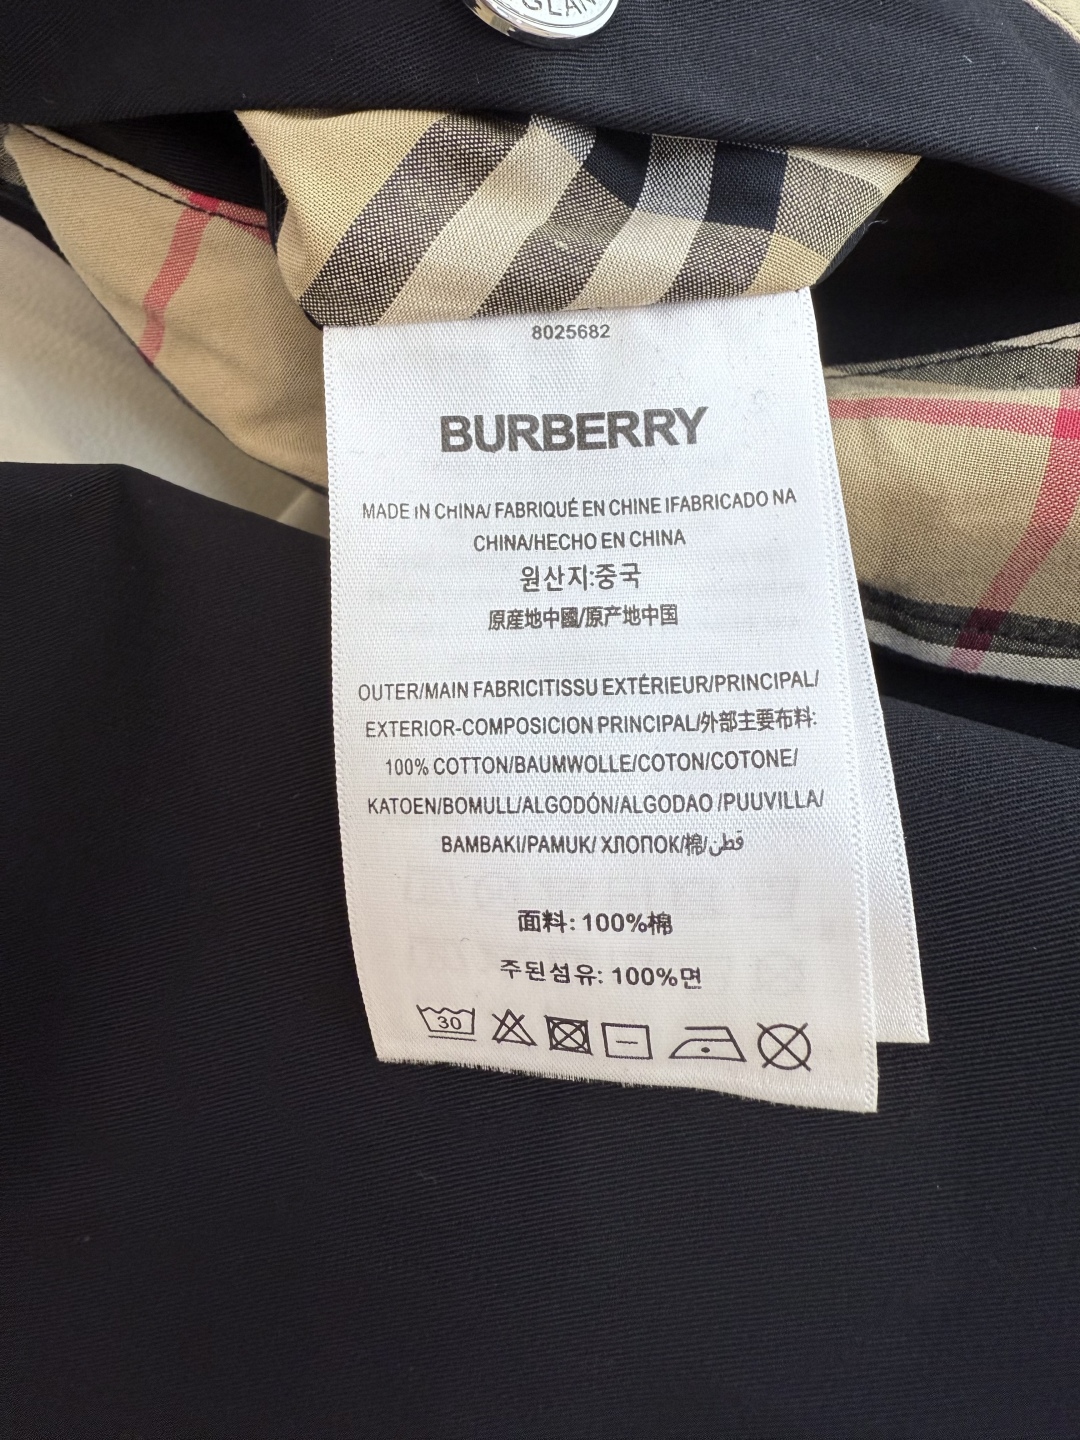 GLAN
8025682
BURBERRY
MADE IN CHINA/ FABRIQUÉ EN CHINE IFABRICADO NA
CHINA/HECHO EN CHINA
원산지:중국
原産地中國/原产地中国
OUTER/MAIN FABRICITISSU EXTÉRIEUR/PRINCIPAL/
EXTERIOR-COMPOSICION PRINCIPAL/外部主要布料:
100% COTTON/BAUMWOLLE/COTON/COTONE/
KATOEN/BOMULL/ALGODÓN/ALGODAO /PUUVILLA/
BAMBAKI/PAMUK/ ХЛОПОК/棉/قطن
面料: 100%棉
주된섬유: 100%면
30